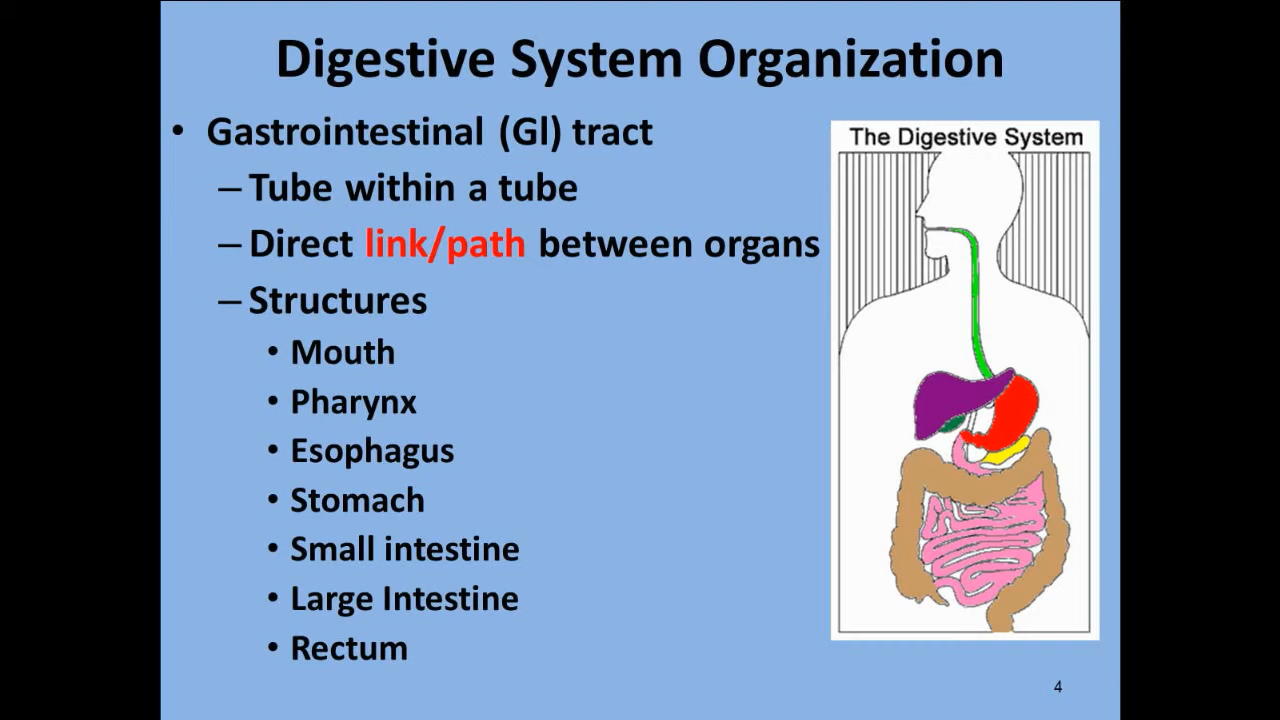 Digestive System Organization
• Gastrointestinal (Gl) tract
– Tube within a tube
– Direct link/path between organs
– Structures
• Mouth
• Pharynx
• Esophagus
• Stomach
• Small intestine
• Large Intestine
• Rectum
The Digestive System
4